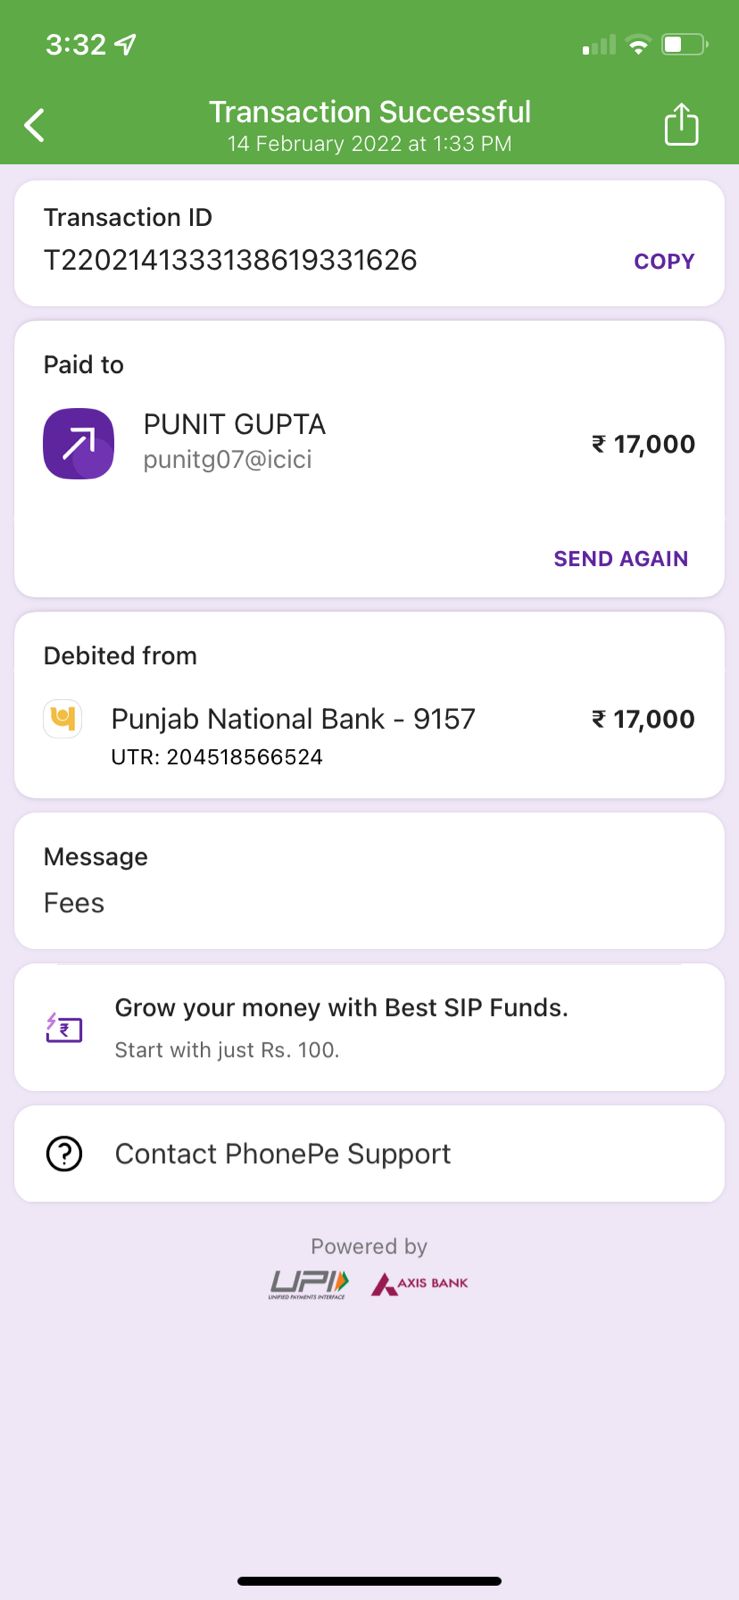 3:32
Transaction Successful
14 February 2022 at 1:33 PM
Transaction ID
T2202141333138619331626
COPY
Paid to
PUNIT GUPTA
punitg07@icici
₹ 17,000
SEND AGAIN
Debited from
Punjab National Bank - 9157
₹ 17,000
UTR: 204518566524
Message
Fees
Grow your money with Best SIP Funds.
Start with just Rs. 100.
Contact PhonePe Support
Powered by
UPI
UNIFIED PAYMENTS INTERFACE
AXIS BANK